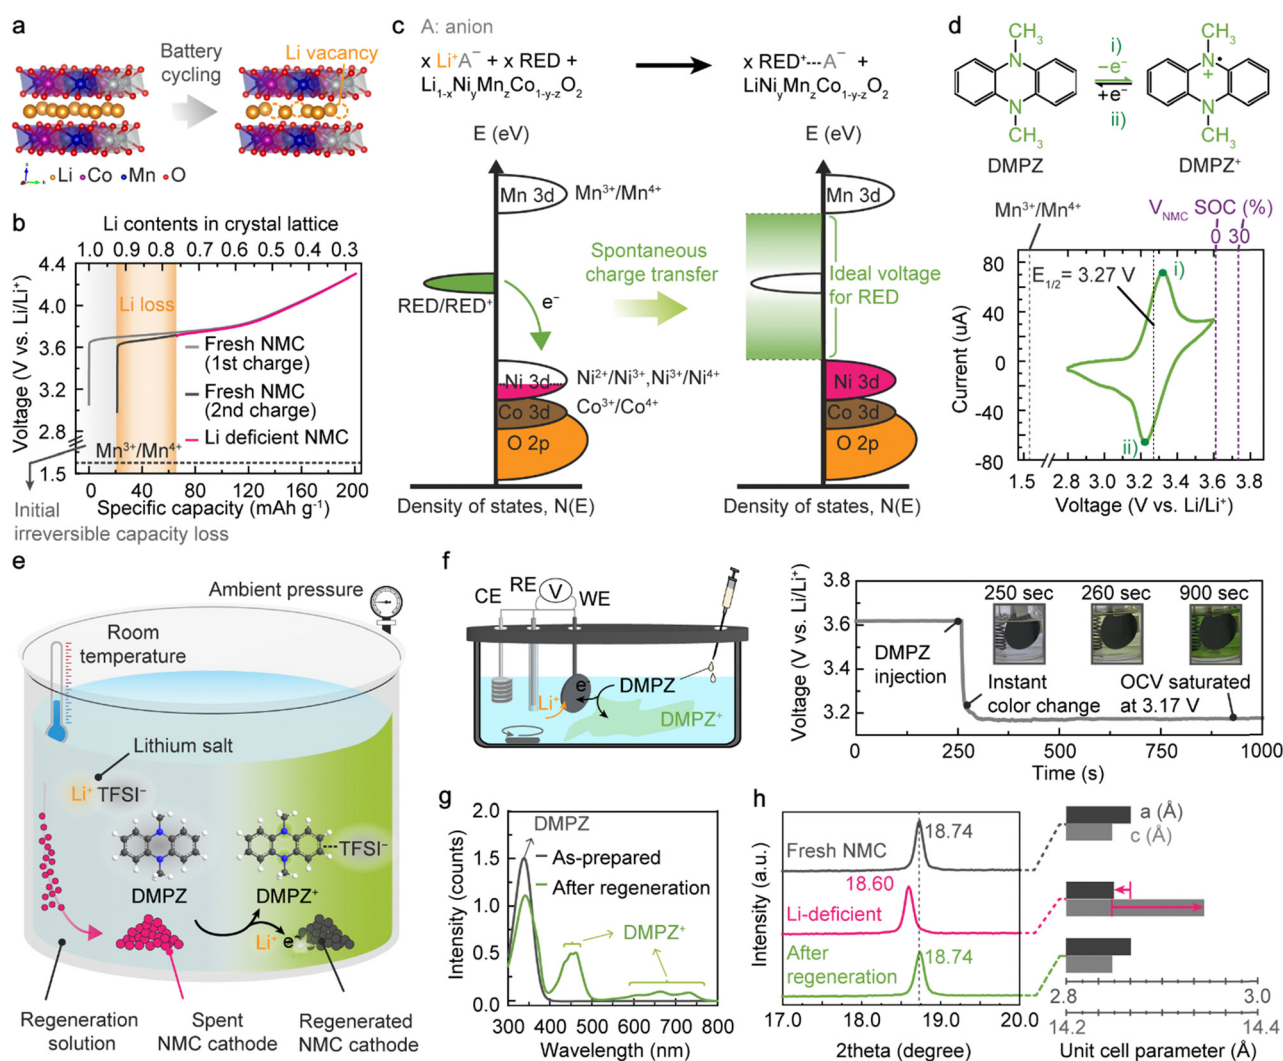 a
Battery
cycling
Li vacancy
Li Co Mn O
b
Li contents in crystal lattice
1.0 0.9 0.8 0.7 0.6 0.5 0.4 0.3
Voltage (V vs. Li/Li⁺)
4.4
4.0
3.6
3.2
2.8
1.5
Li loss
Fresh NMC
(1st charge)
Fresh NMC
(2nd charge)
Li deficient NMC
Mn³⁺/Mn⁴⁺
0 40 80 120 160 200
Specific capacity (mAh g⁻¹)
Initial
irreversible capacity loss
c
A: anion
x Li⁺A⁻ + x RED +
Li₁₋ₓNiᵧMn_zCo₁₋ᵧ₋_zO₂
x RED⁺---A⁻ +
LiNiᵧMn_zCo₁₋ᵧ₋_zO₂
E (eV)
Mn 3d
Mn³⁺/Mn⁴⁺
RED/RED⁺
e⁻
Ni 3d
Ni²⁺/Ni³⁺,Ni³⁺/Ni⁴⁺
Co 3d
Co³⁺/Co⁴⁺
O 2p
Density of states, N(E)
Spontaneous
charge transfer
E (eV)
Mn 3d
Ideal voltage
for RED
Ni 3d
Co 3d
O 2p
Density of states, N(E)
d
CH₃
N
N
CH₃
DMPZ
i)
−e⁻
+e⁻
ii)
CH₃
N
+
N
CH₃
DMPZ⁺
Mn³⁺/Mn⁴⁺
V_NMC SOC (%)
0 30
Current (uA)
80
40
0
-40
-80
E₁/₂= 3.27 V
i)
ii)
1.5 2.8 3.0 3.2 3.4 3.6 3.8
Voltage (V vs. Li/Li⁺)
e
Ambient pressure
Room
temperature
Lithium salt
Li⁺ TFSI⁻
DMPZ
TFSI⁻
DMPZ⁺
Li⁺ e⁻
Regeneration
solution
Spent
NMC cathode
Regenerated
NMC cathode
f
CE
RE
V
WE
Li⁺
e⁻
DMPZ
DMPZ⁺
Voltage (V vs. Li/Li⁺)
3.8
3.6
3.4
3.2
250 sec
260 sec
900 sec
DMPZ
injection
Instant
color change
OCV saturated
at 3.17 V
0 250 500 750 1000
Time (s)
g
Intensity (counts)
2.0
1.5
1.0
0.5
0.0
DMPZ
As-prepared
After regeneration
DMPZ⁺
300 400 500 600 700 800
Wavelength (nm)
h
Intensity (a.u.)
Fresh NMC
18.74
18.60
Li-deficient
After
regeneration
18.74
17.0 18.0 19.0 20.0
2theta (degree)
a (Å)
c (Å)
2.8 3.0
14.2 14.4
Unit cell parameter (Å)